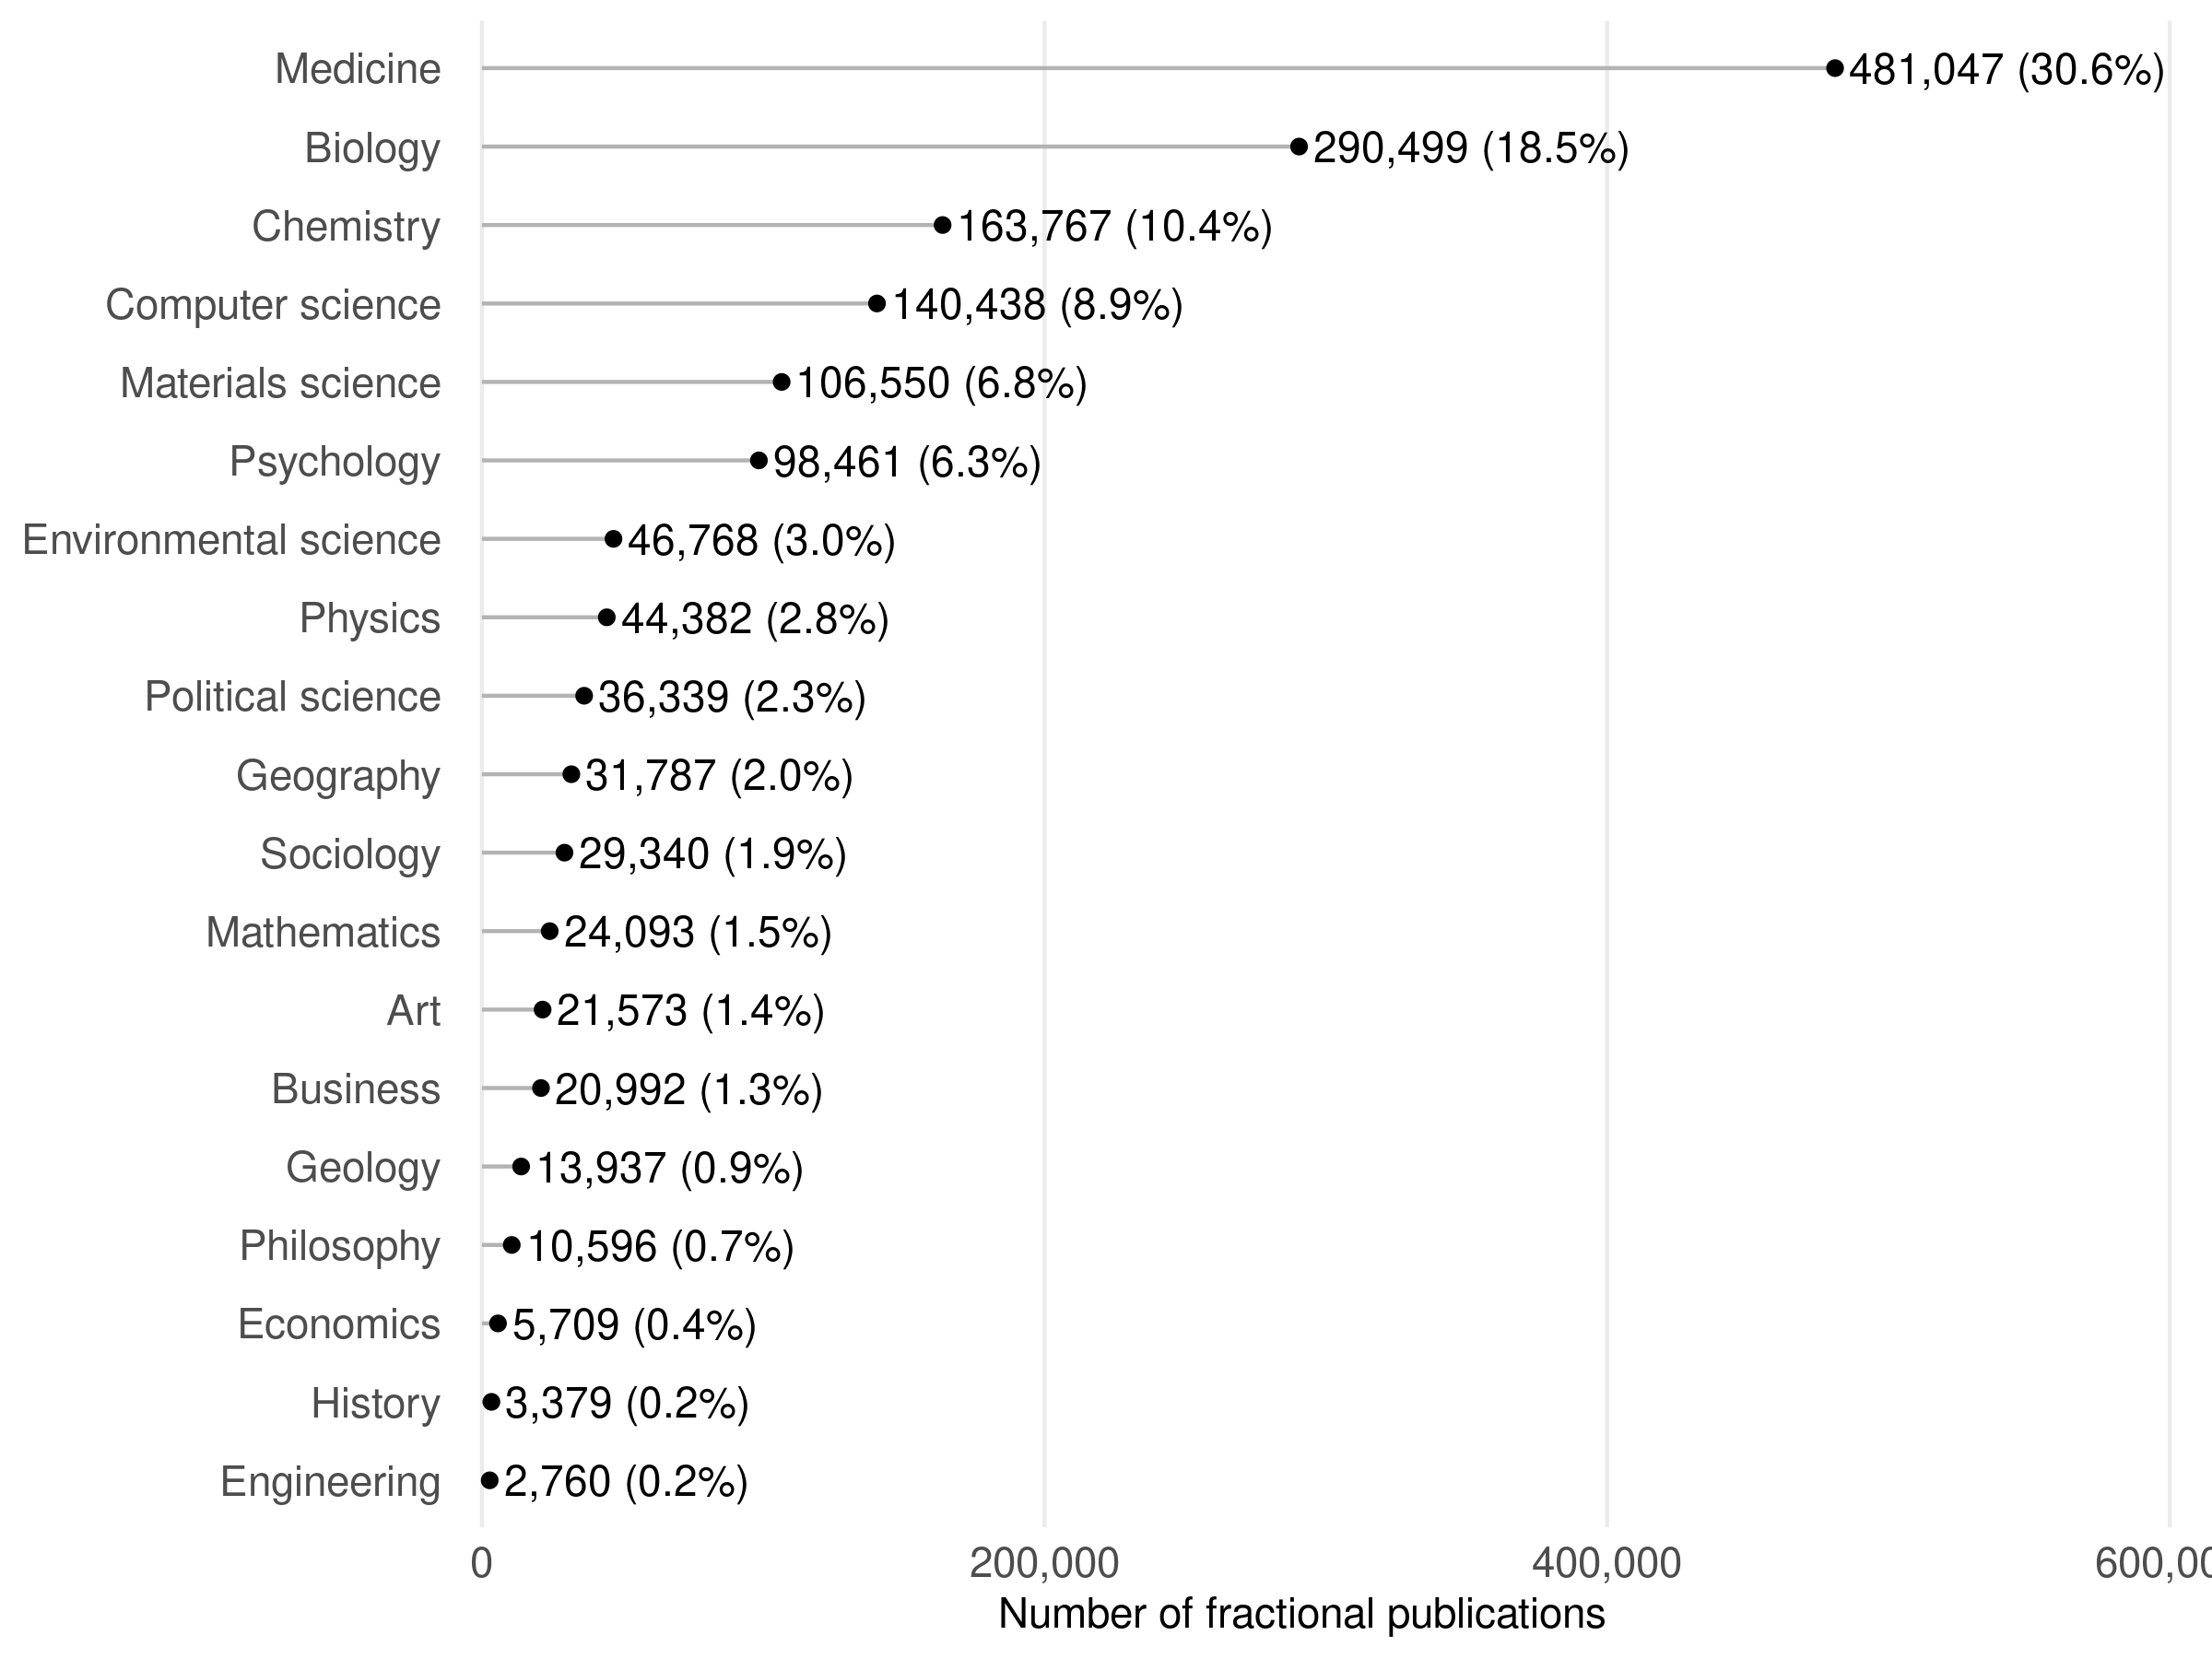 Medicine 481,047 (30.6%)
Biology 290,499 (18.5%)
Chemistry 163,767 (10.4%)
Computer science 140,438 (8.9%)
Materials science 106,550 (6.8%)
Psychology 98,461 (6.3%)
Environmental science 46,768 (3.0%)
Physics 44,382 (2.8%)
Political science 36,339 (2.3%)
Geography 31,787 (2.0%)
Sociology 29,340 (1.9%)
Mathematics 24,093 (1.5%)
Art 21,573 (1.4%)
Business 20,992 (1.3%)
Geology 13,937 (0.9%)
Philosophy 10,596 (0.7%)
Economics 5,709 (0.4%)
History 3,379 (0.2%)
Engineering 2,760 (0.2%)
0 200,000 400,000
Number of fractional publications